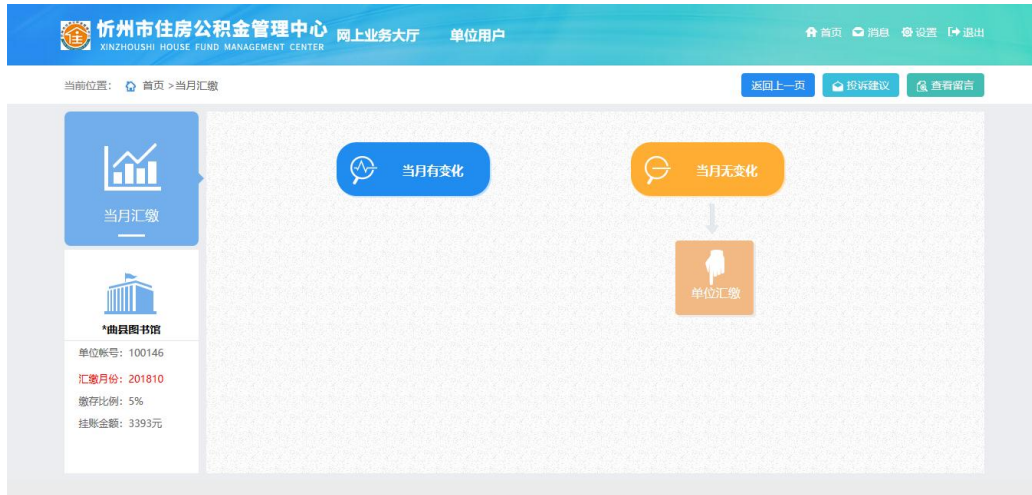 忻州市住房公积金管理中心 网上业务大厅 单位用户
XINZHOUSHI HOUSE FUND MANAGEMENT CENTER
首页 消息 设置 退出
当前位置： 首页 >当月汇缴
返回上一页 投诉建议 查看留言
当月有变化 当月无变化
当月汇缴
单位汇缴
*曲县图书馆
单位帐号：100146
汇缴月份：201810
缴存比例：5%
挂账金额：3393元